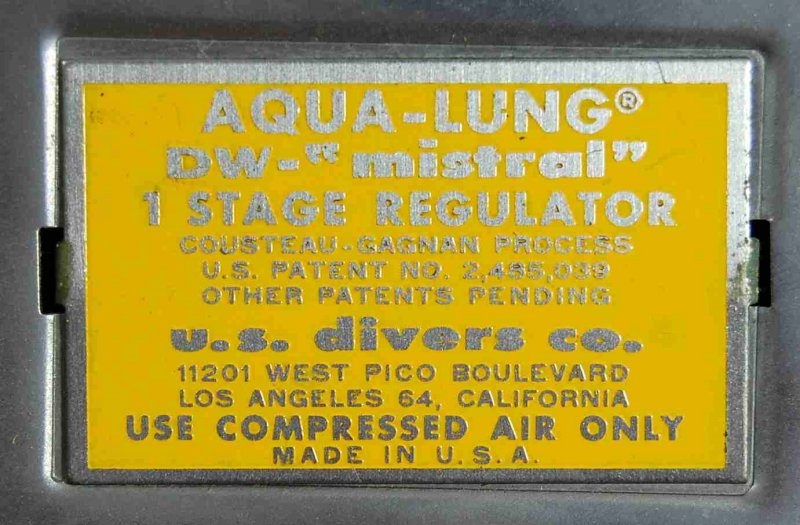 AQUA-LUNG®
DW-"mistral"
1 STAGE REGULATOR
COUSTEAU-GAGNAN PROCESS
U.S. PATENT NO. 2,485,039
OTHER PATENTS PENDING
u.s. divers co.
11201 WEST PICO BOULEVARD
LOS ANGELES 64, CALIFORNIA
USE COMPRESSED AIR ONLY
MADE IN U.S.A.